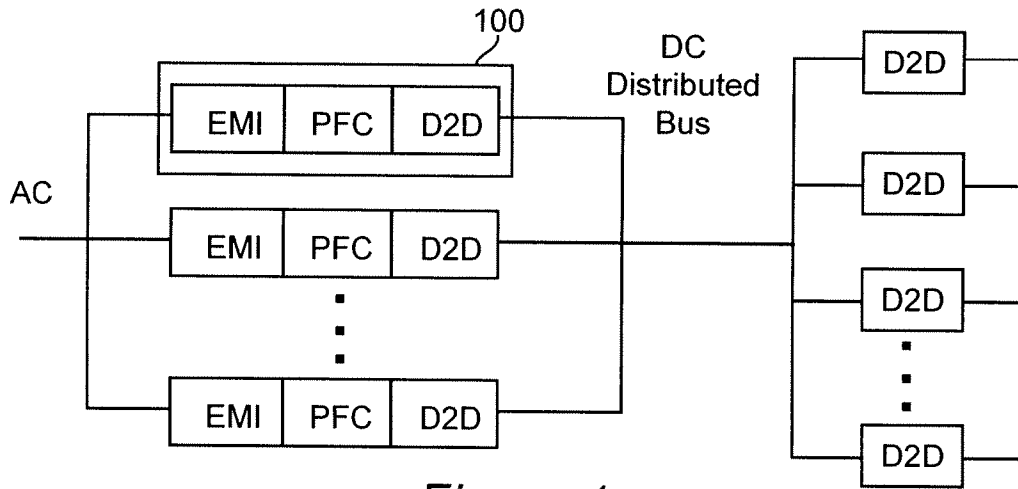 100
DC
Distributed
Bus
AC
EMI PFC D2D
EMI PFC D2D
EMI PFC D2D
D2D
D2D
D2D
D2D